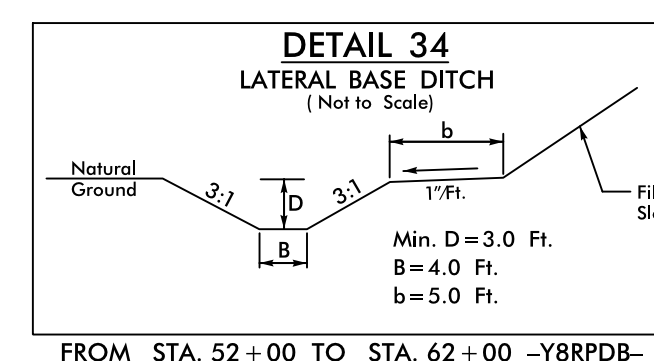 DETAIL 34
LATERAL BASE DITCH
( Not to Scale)
b
Natural
Ground
3:1
D
3:1
1"/Ft.
B
Min. D=3.0 Ft.
B=4.0 Ft.
b=5.0 Ft.
FROM STA. 52+00 TO STA. 62+00 -Y8RPDB-